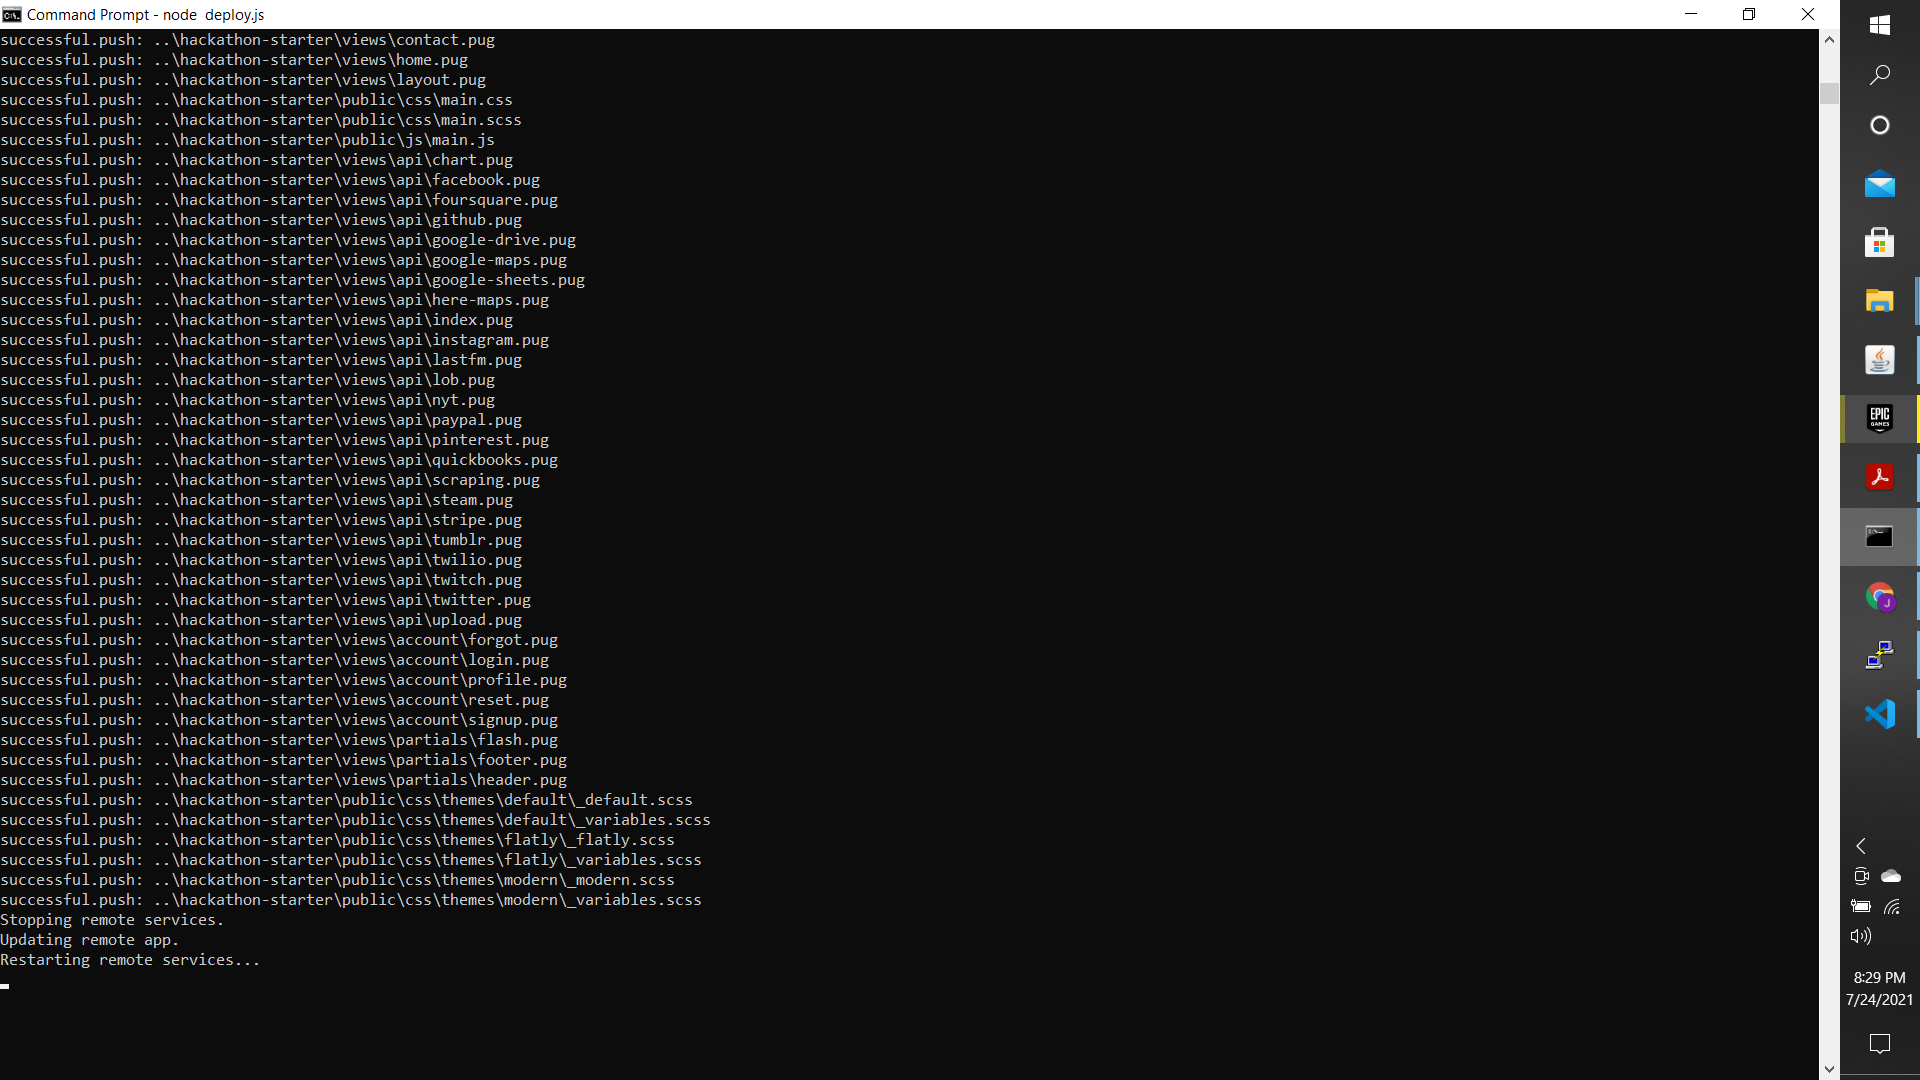 Command Prompt - node  deploy.js
successful.push: ..\hackathon-starter\views\contact.pug
successful.push: ..\hackathon-starter\views\home.pug
successful.push: ..\hackathon-starter\views\layout.pug
successful.push: ..\hackathon-starter\public\css\main.css
successful.push: ..\hackathon-starter\public\css\main.scss
successful.push: ..\hackathon-starter\public\js\main.js
successful.push: ..\hackathon-starter\views\api\chart.pug
successful.push: ..\hackathon-starter\views\api\facebook.pug
successful.push: ..\hackathon-starter\views\api\foursquare.pug
successful.push: ..\hackathon-starter\views\api\github.pug
successful.push: ..\hackathon-starter\views\api\google-drive.pug
successful.push: ..\hackathon-starter\views\api\google-maps.pug
successful.push: ..\hackathon-starter\views\api\google-sheets.pug
successful.push: ..\hackathon-starter\views\api\here-maps.pug
successful.push: ..\hackathon-starter\views\api\index.pug
successful.push: ..\hackathon-starter\views\api\instagram.pug
successful.push: ..\hackathon-starter\views\api\lastfm.pug
successful.push: ..\hackathon-starter\views\api\lob.pug
successful.push: ..\hackathon-starter\views\api\nyt.pug
successful.push: ..\hackathon-starter\views\api\paypal.pug
successful.push: ..\hackathon-starter\views\api\pinterest.pug
successful.push: ..\hackathon-starter\views\api\quickbooks.pug
successful.push: ..\hackathon-starter\views\api\scraping.pug
successful.push: ..\hackathon-starter\views\api\steam.pug
successful.push: ..\hackathon-starter\views\api\stripe.pug
successful.push: ..\hackathon-starter\views\api\tumblr.pug
successful.push: ..\hackathon-starter\views\api\twilio.pug
successful.push: ..\hackathon-starter\views\api\twitch.pug
successful.push: ..\hackathon-starter\views\api\twitter.pug
successful.push: ..\hackathon-starter\views\api\upload.pug
successful.push: ..\hackathon-starter\views\account\forgot.pug
successful.push: ..\hackathon-starter\views\account\login.pug
successful.push: ..\hackathon-starter\views\account\profile.pug
successful.push: ..\hackathon-starter\views\account\reset.pug
successful.push: ..\hackathon-starter\views\account\signup.pug
successful.push: ..\hackathon-starter\views\partials\flash.pug
successful.push: ..\hackathon-starter\views\partials\footer.pug
successful.push: ..\hackathon-starter\views\partials\header.pug
successful.push: ..\hackathon-starter\public\css\themes\default\_default.scss
successful.push: ..\hackathon-starter\public\css\themes\default\_variables.scss
successful.push: ..\hackathon-starter\public\css\themes\flatly\_flatly.scss
successful.push: ..\hackathon-starter\public\css\themes\flatly\_variables.scss
successful.push: ..\hackathon-starter\public\css\themes\modern\_modern.scss
successful.push: ..\hackathon-starter\public\css\themes\modern\_variables.scss
Stopping remote services.
Updating remote app.
Restarting remote services...
EPIC
GAMES
J
8:29 PM
7/24/2021